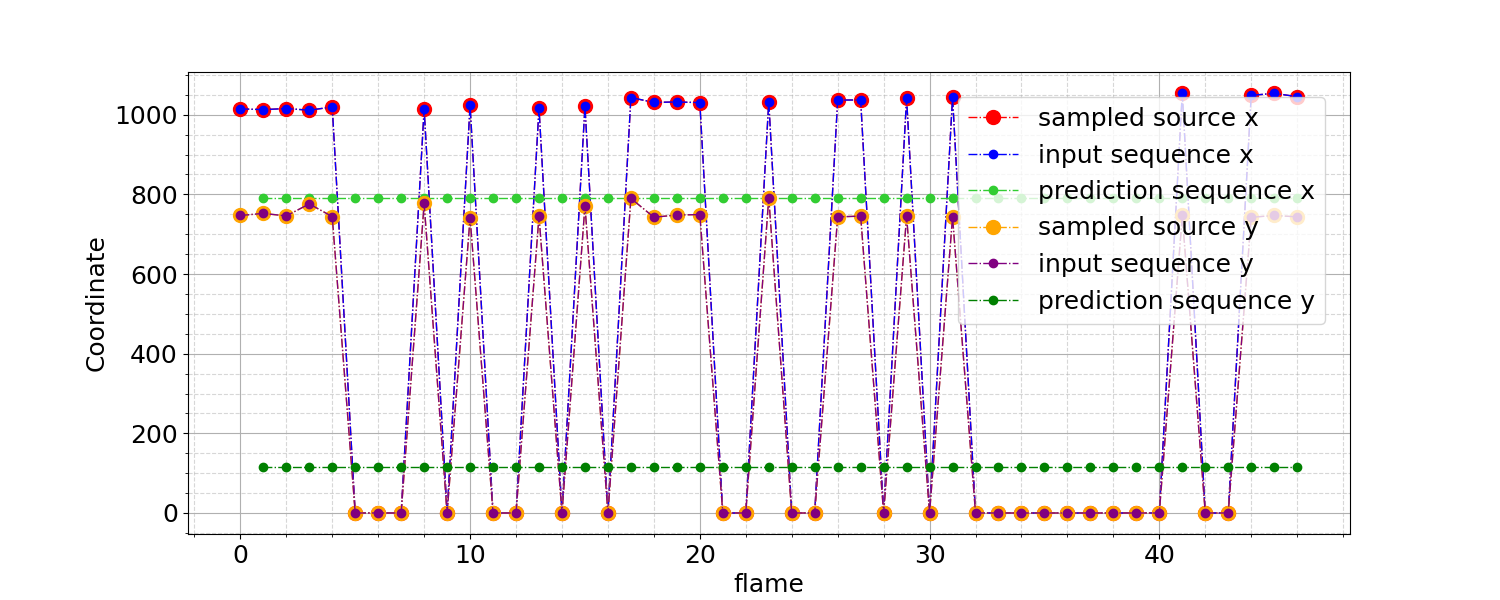 1000
800
600
400
200
0
Coordinate
0 10 20 30 40
flame
sampled source x
input sequence x
prediction sequence x
sampled source y
input sequence y
prediction sequence y